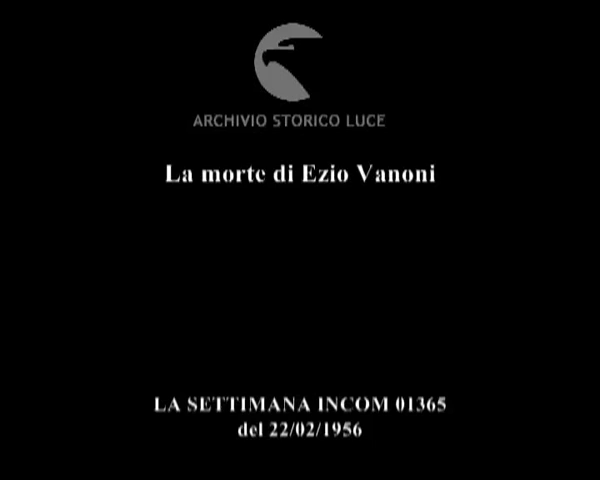 ARCHIVIO STORICO LUCE
La morte di Ezio Vanoni
LA SETTIMANA INCOM 01365
del 22/02/1956